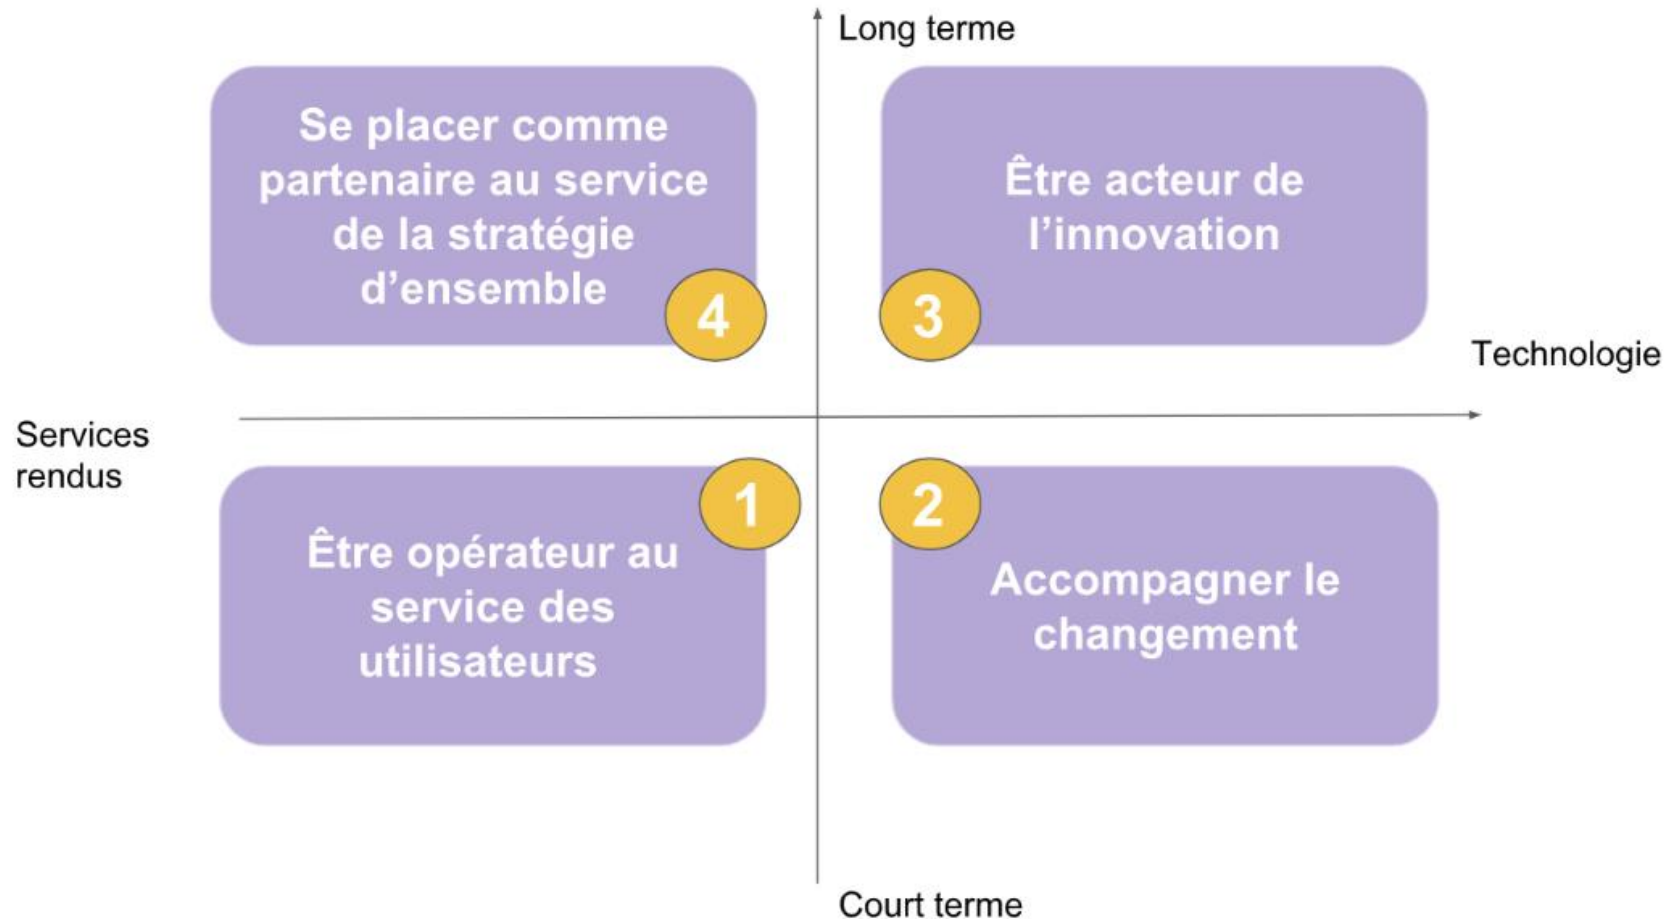 Long terme
Se placer comme
partenaire au service
de la stratégie
d’ensemble
4
Être acteur de
l’innovation
3
Technologie
Services
rendus
1
Être opérateur au
service des
utilisateurs
2
Accompagner le
changement
Court terme